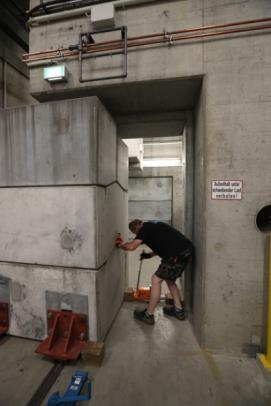 Aufenthalt unter
schwebender Last
verboten!